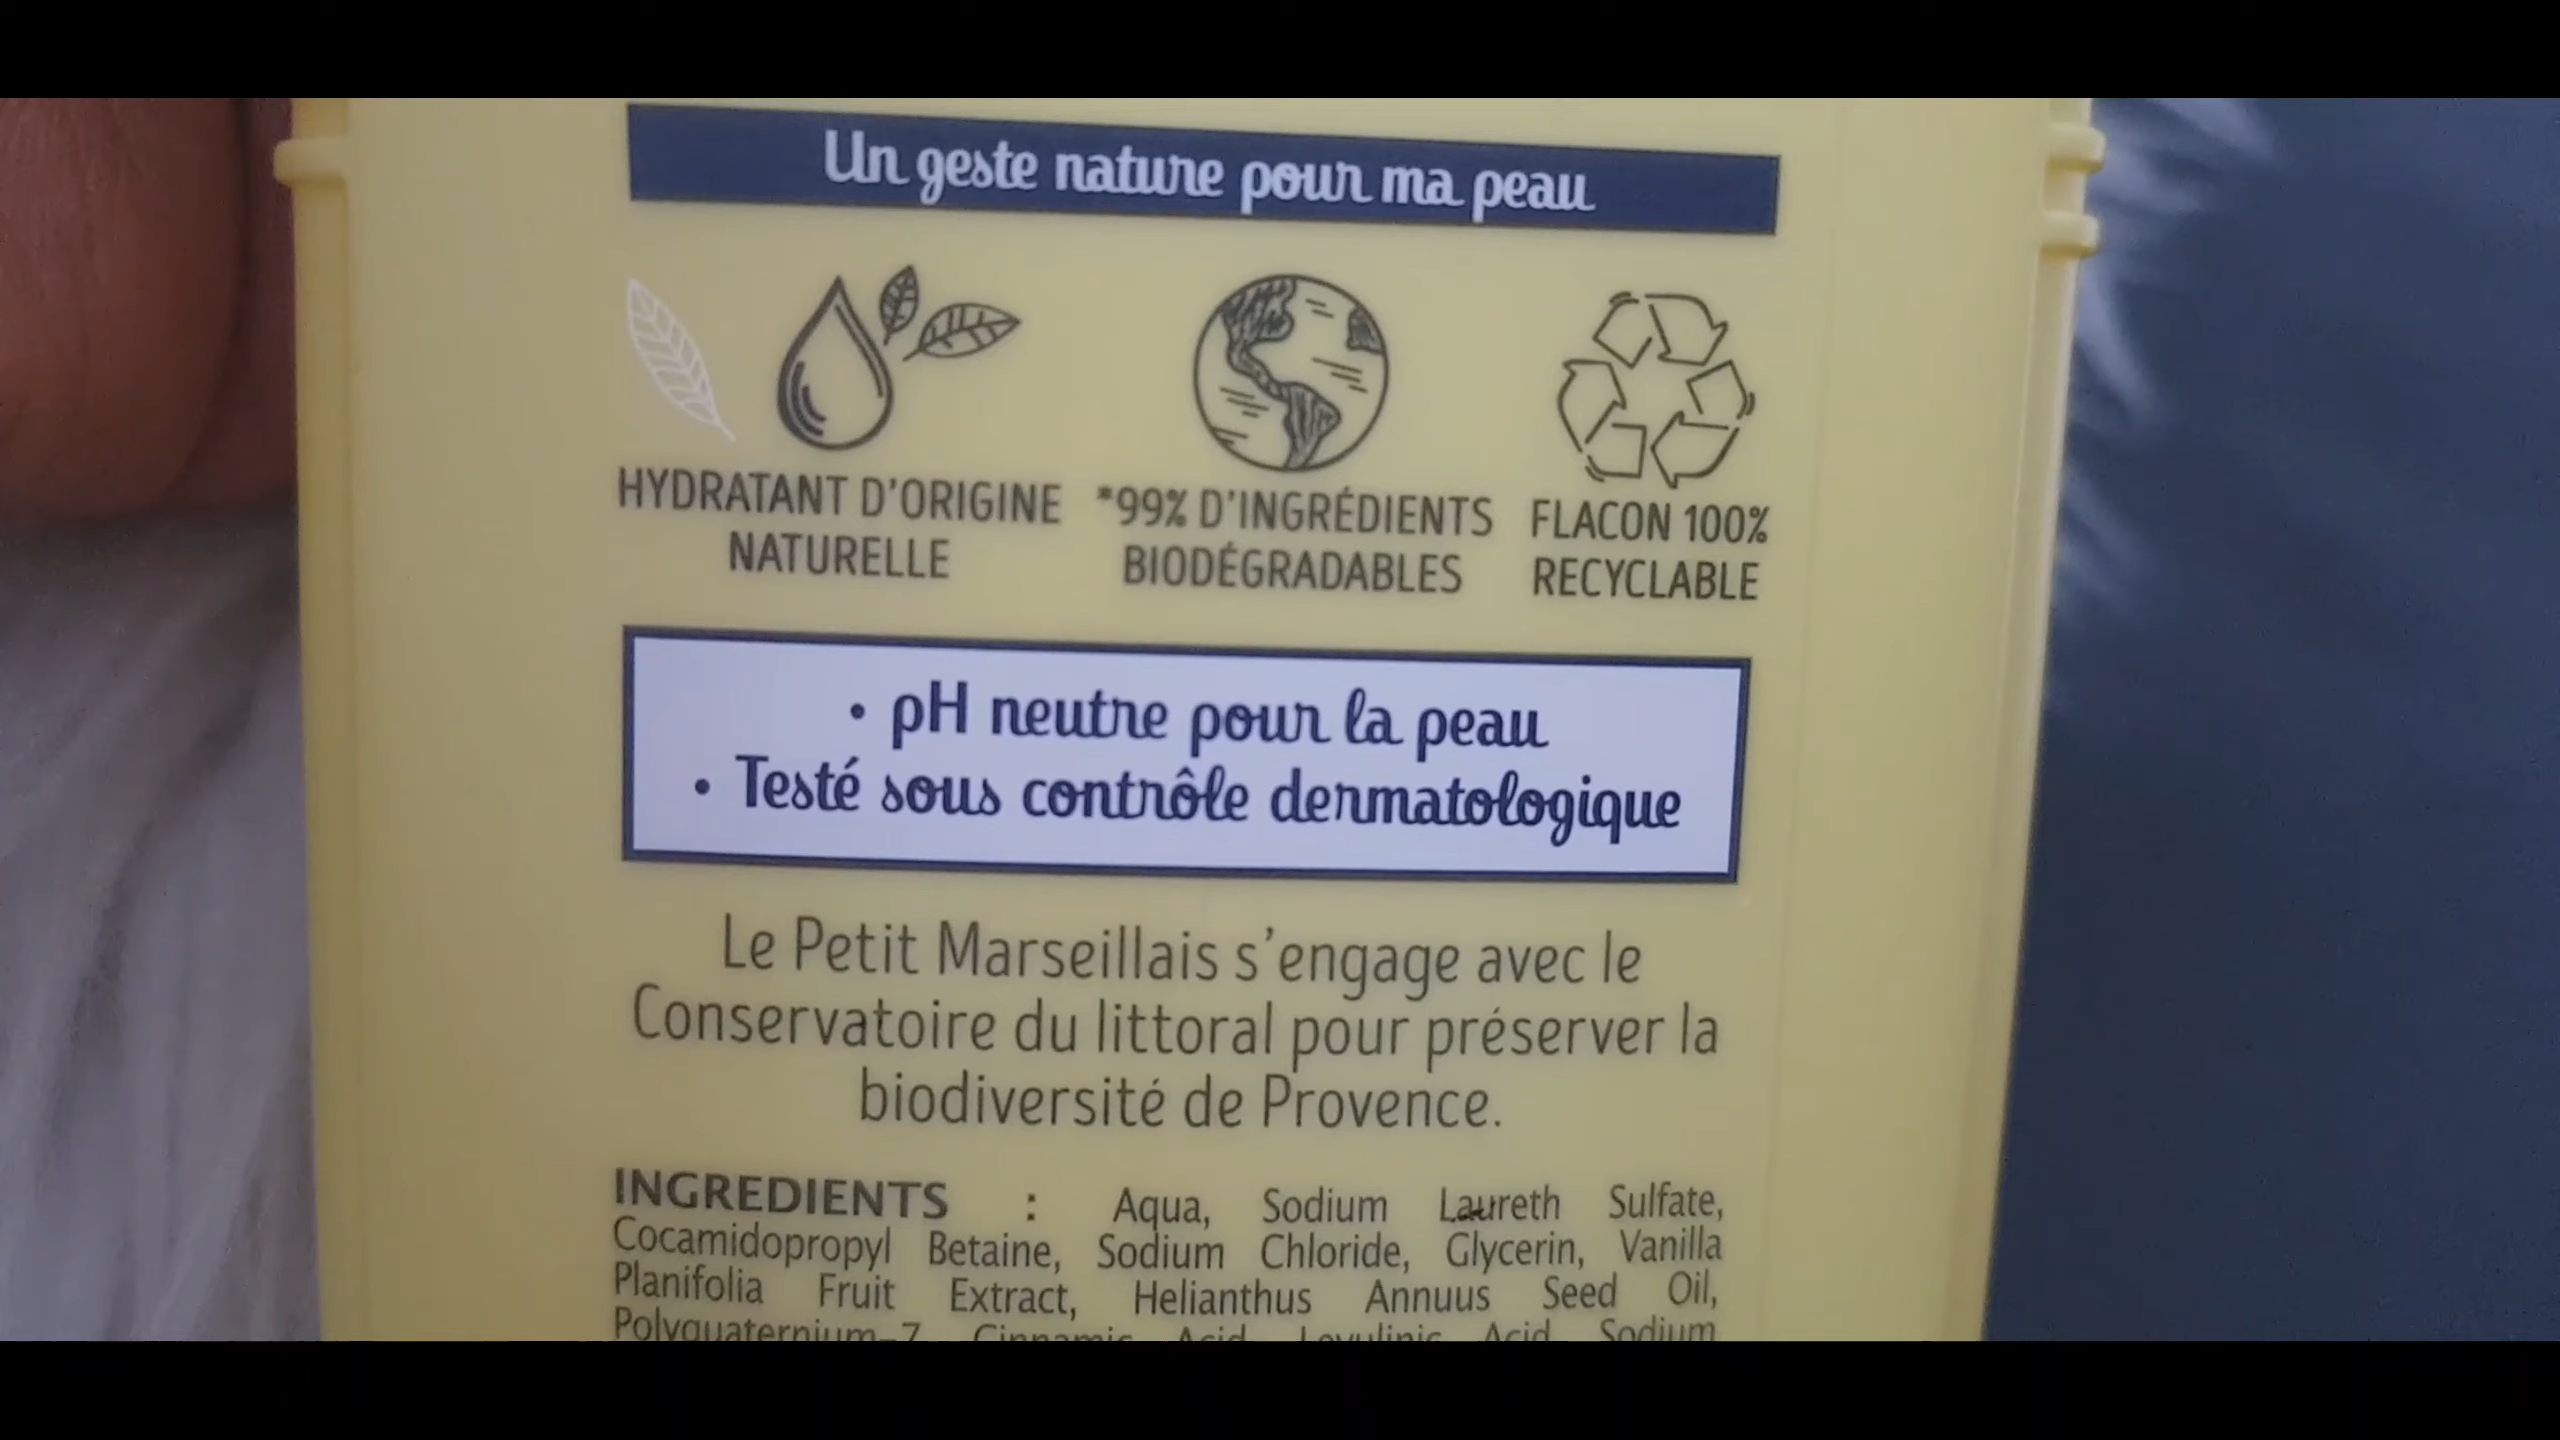 Un geste nature pour ma peau
HYDRATANT D'ORIGINE
NATURELLE
*99% D'INGRÉDIENTS
BIODÉGRADABLES
FLACON 100%
RECYCLABLE
• pH neutre pour la peau
• Testé sous contrôle dermatologique
Le Petit Marseillais s'engage avec le
Conservatoire du littoral pour préserver la
biodiversité de Provence.
INGREDIENTS : Aqua, Sodium Laureth Sulfate,
Cocamidopropyl Betaine, Sodium Chloride, Glycerin, Vanilla
Planifolia Fruit Extract, Helianthus Annuus Seed Oil,
Polyquaternium-7, Cinnamic Acid, Levulinic Acid, Sodium